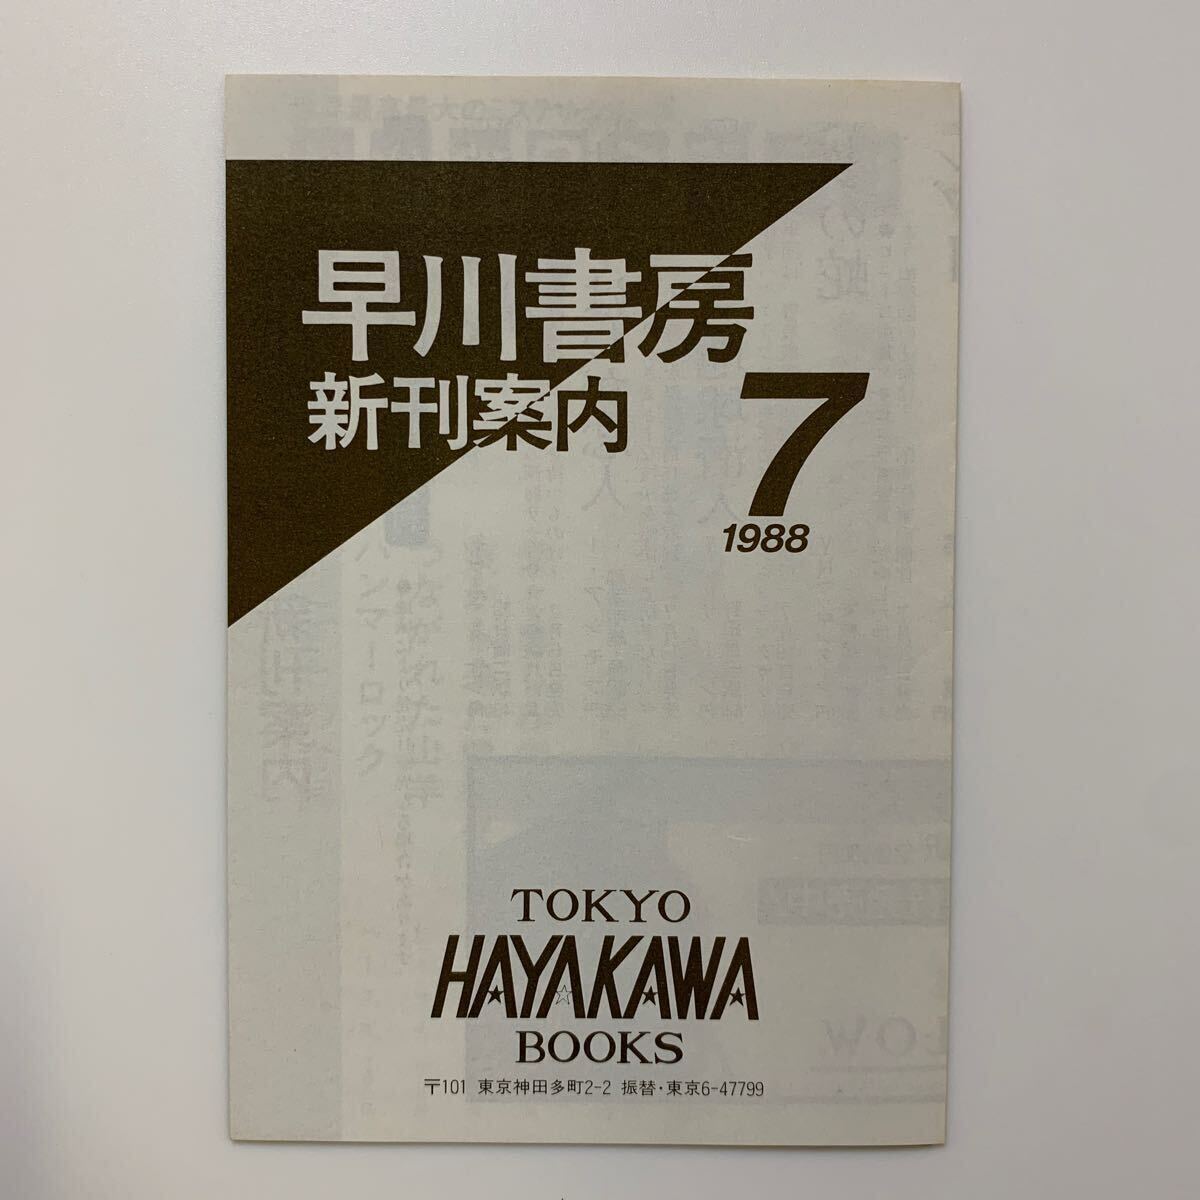 早川書房
新刊案内
7
1988
TOKYO
HAYAKAWA
BOOKS
〒101 東京神田多町2-2 振替・東京6-47799